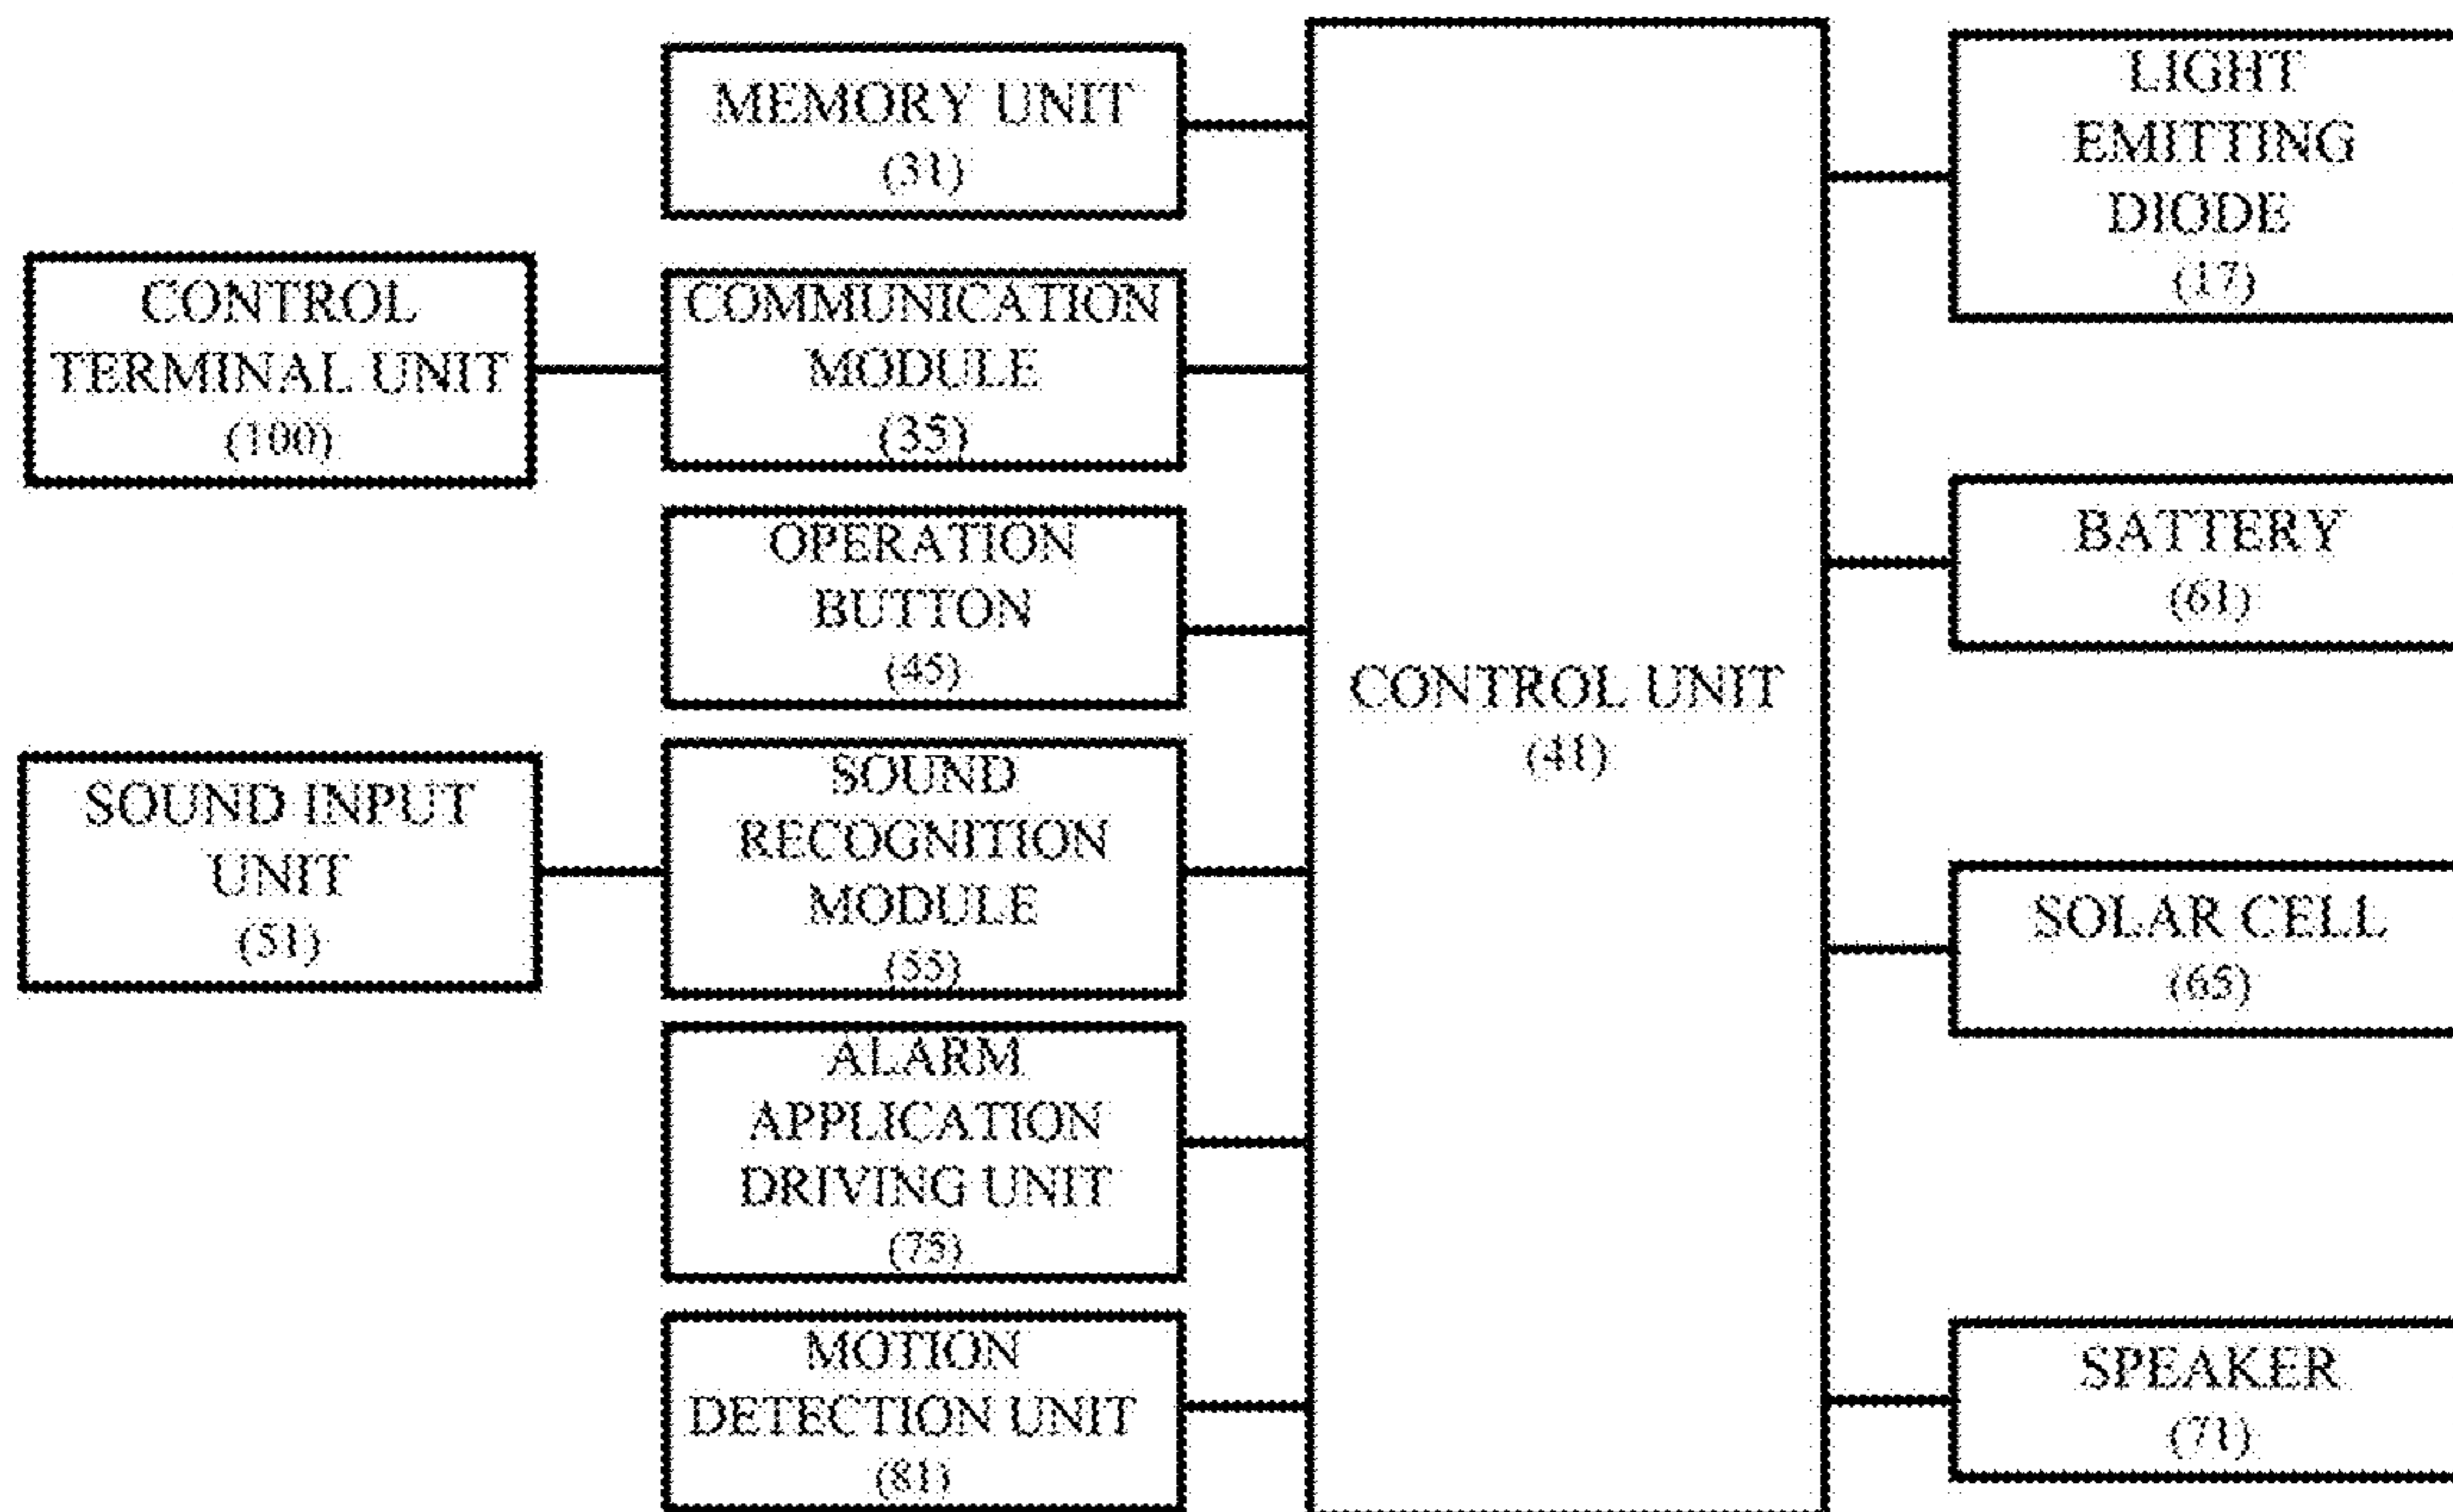 MEMORY UNIT
(31)
CONTROL
TERMINAL UNIT
(100)
COMMUNICATION
MODULE
(35)
OPERATION
BUTTON
(45)
SOUND INPUT
UNIT
(51)
SOUND
RECOGNITION
MODULE
(55)
ALARM
APPLICATION
DRIVING UNIT
(75)
MOTION
DETECTION UNIT
(81)
CONTROL UNIT
(41)
LIGHT
EMITTING
DIODE
(17)
BATTERY
(61)
SOLAR CELL
(65)
SPEAKER
(71)